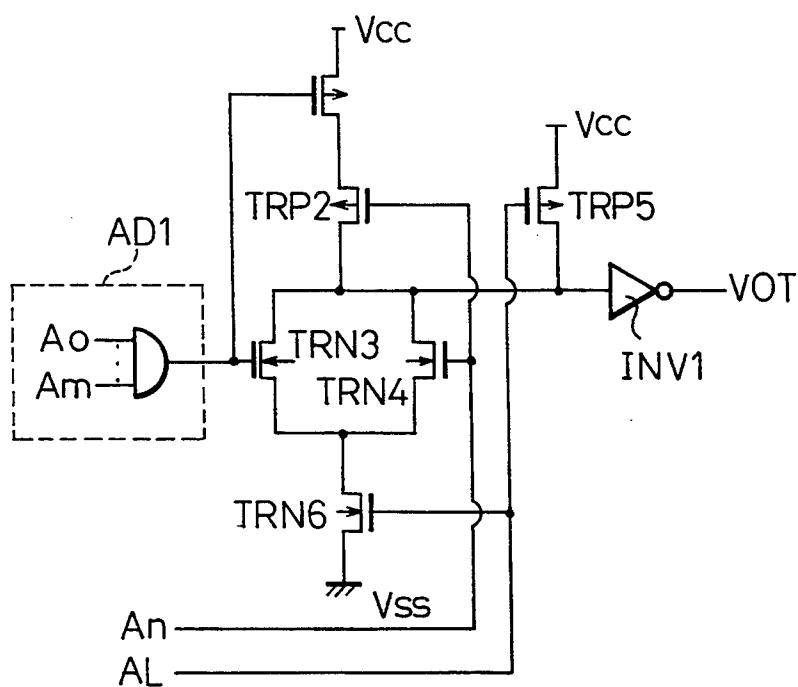 Vcc
Vcc
TRP2
TRP5
AD1
VOT
Ao
TRN3
Am
TRN4
INV1
TRN6
Vss
An
AL